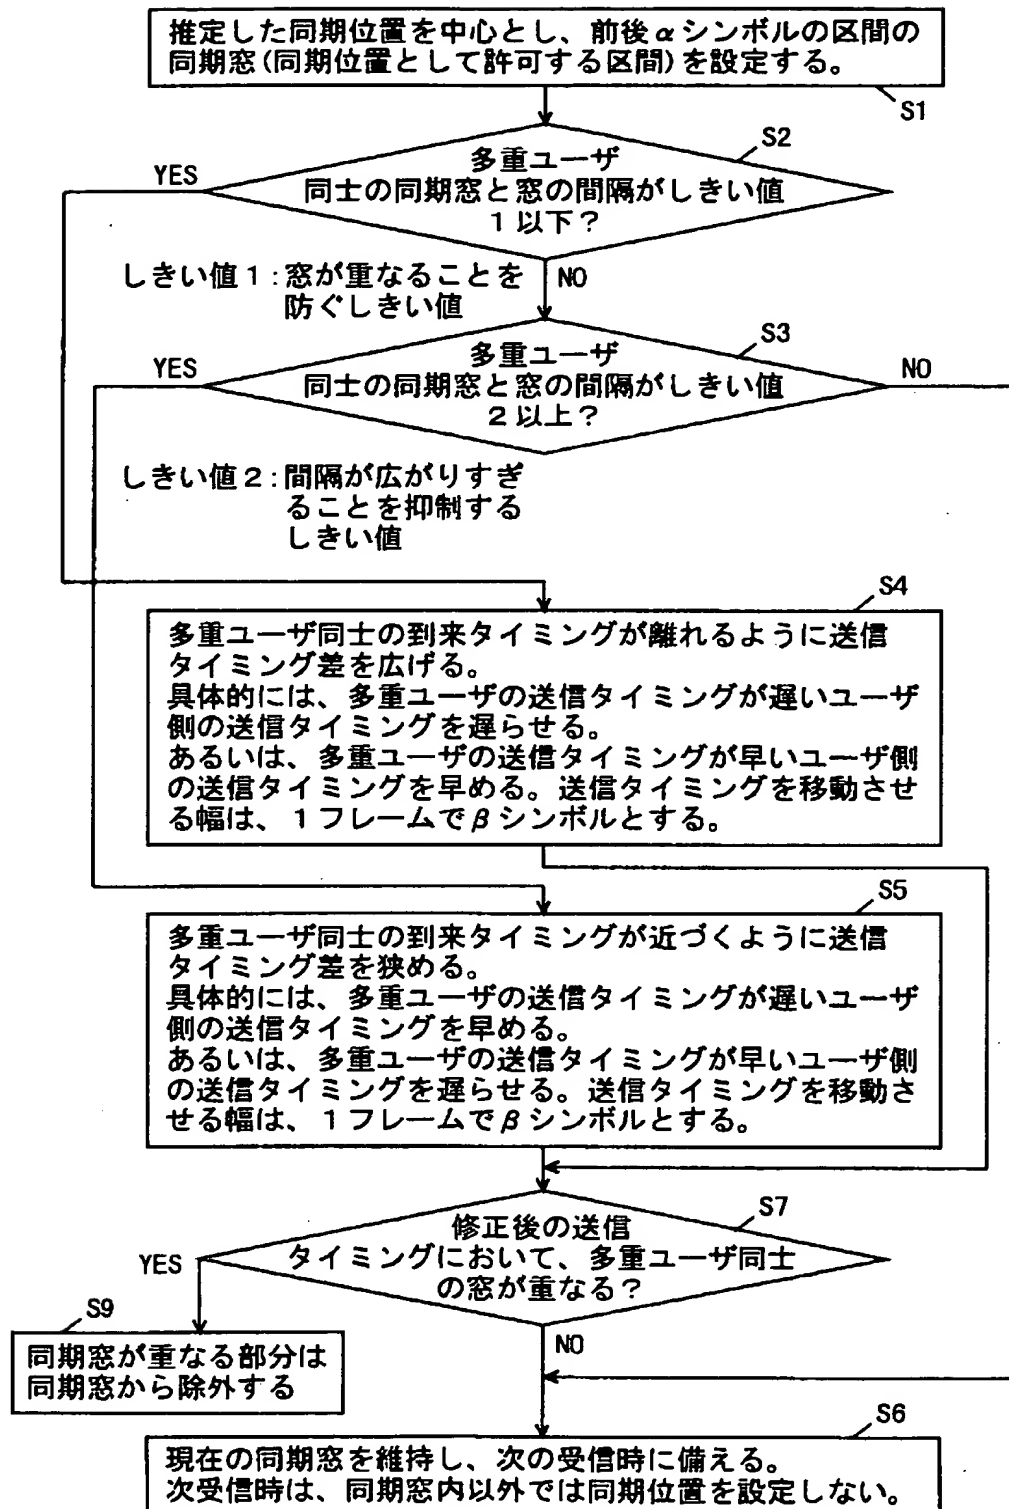 推定した同期位置を中心とし、前後αシンボルの区間の
同期窓(同期位置として許可する区間)を設定する。
S1
S2
多重ユーザ
同士の同期窓と窓の間隔がしきい値
1以下?
YES
NO
しきい値1:窓が重なることを
防ぐしきい値
S3
多重ユーザ
同士の同期窓と窓の間隔がしきい値
2以上?
YES
NO
しきい値2:間隔が広がりすぎ
ることを抑制する
しきい値
S4
多重ユーザ同士の到来タイミングが離れるように送信
タイミング差を広げる。
具体的には、多重ユーザの送信タイミングが遅いユーザ
側の送信タイミングを遅らせる。
あるいは、多重ユーザの送信タイミングが早いユーザ側
の送信タイミングを早める。送信タイミングを移動させ
る幅は、1フレームでβシンボルとする。
S5
多重ユーザ同士の到来タイミングが近づくように送信
タイミング差を狭める。
具体的には、多重ユーザの送信タイミングが遅いユーザ
側の送信タイミングを早める。
あるいは、多重ユーザの送信タイミングが早いユーザ側
の送信タイミングを遅らせる。送信タイミングを移動さ
せる幅は、1フレームでβシンボルとする。
S7
修正後の送信
タイミングにおいて、多重ユーザ同士
の窓が重なる?
YES
NO
S9
同期窓が重なる部分は
同期窓から除外する
S6
現在の同期窓を維持し、次の受信時に備える。
次受信時は、同期窓内以外では同期位置を設定しない。